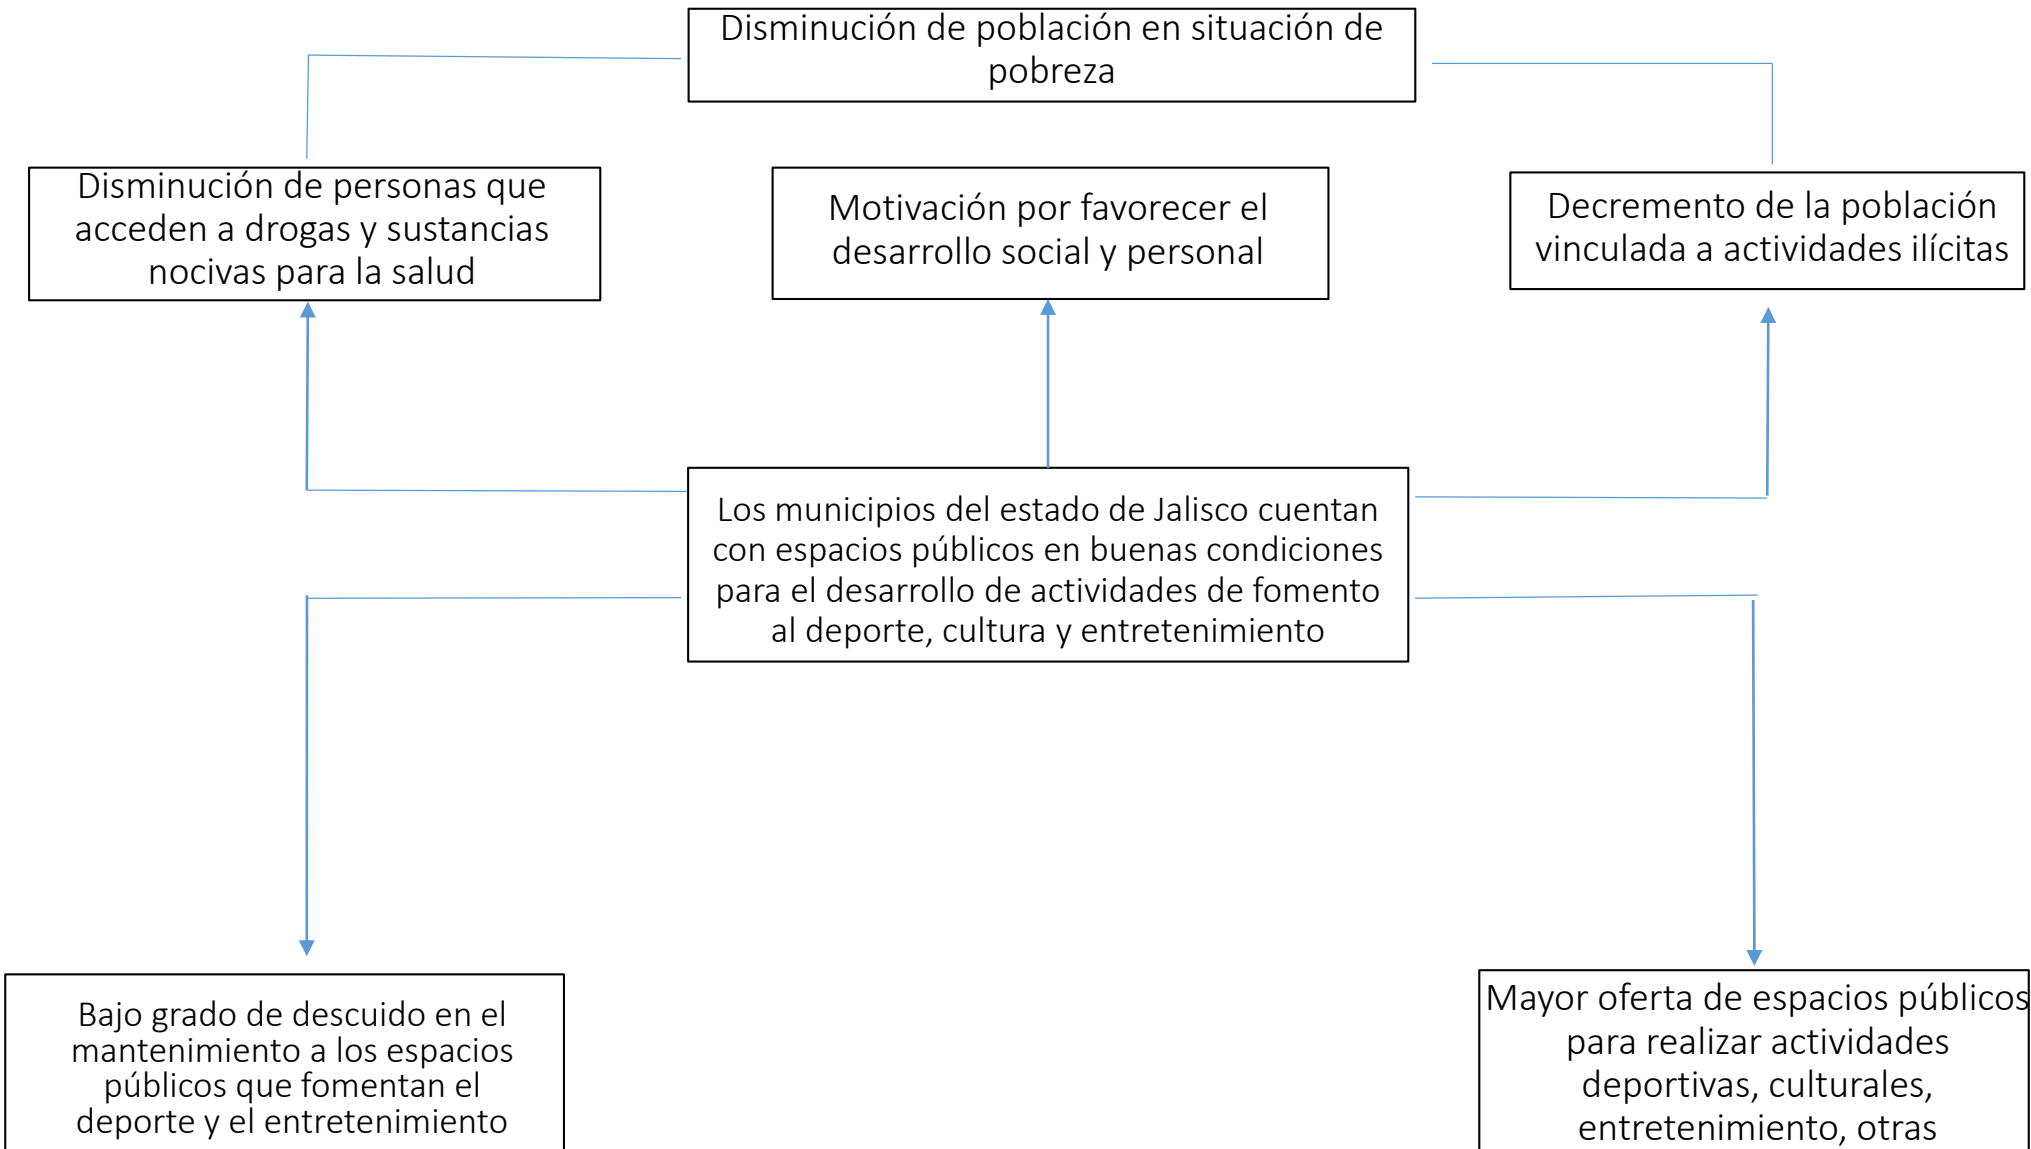 Disminución de población en situación de
pobreza
Disminución de personas que
acceden a drogas y sustancias
nocivas para la salud
Motivación por favorecer el
desarrollo social y personal
Decremento de la población
vinculada a actividades ilícitas
Los municipios del estado de Jalisco cuentan
con espacios públicos en buenas condiciones
para el desarrollo de actividades de fomento
al deporte, cultura y entretenimiento
Bajo grado de descuido en el
mantenimiento a los espacios
públicos que fomentan el
deporte y el entretenimiento
Mayor oferta de espacios públicos
para realizar actividades
deportivas, culturales,
entretenimiento, otras